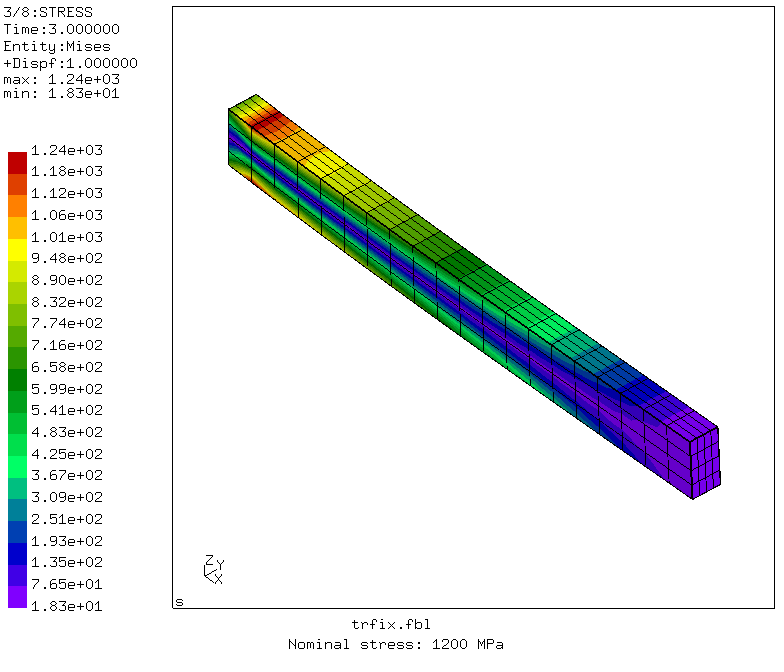 3/8:STRESS
Time:3.000000
Entity:Mises
+Dispf:1.000000
max: 1.24e+03
min: 1.83e+01
1.24e+03
1.18e+03
1.12e+03
1.06e+03
1.01e+03
9.48e+02
8.90e+02
8.32e+02
7.74e+02
7.16e+02
6.58e+02
5.99e+02
5.41e+02
4.83e+02
4.25e+02
3.67e+02
3.09e+02
2.51e+02
1.93e+02
1.35e+02
7.65e+01
1.83e+01
Z
Y
X
s
trfix.fbl
Nominal stress: 1200 MPa